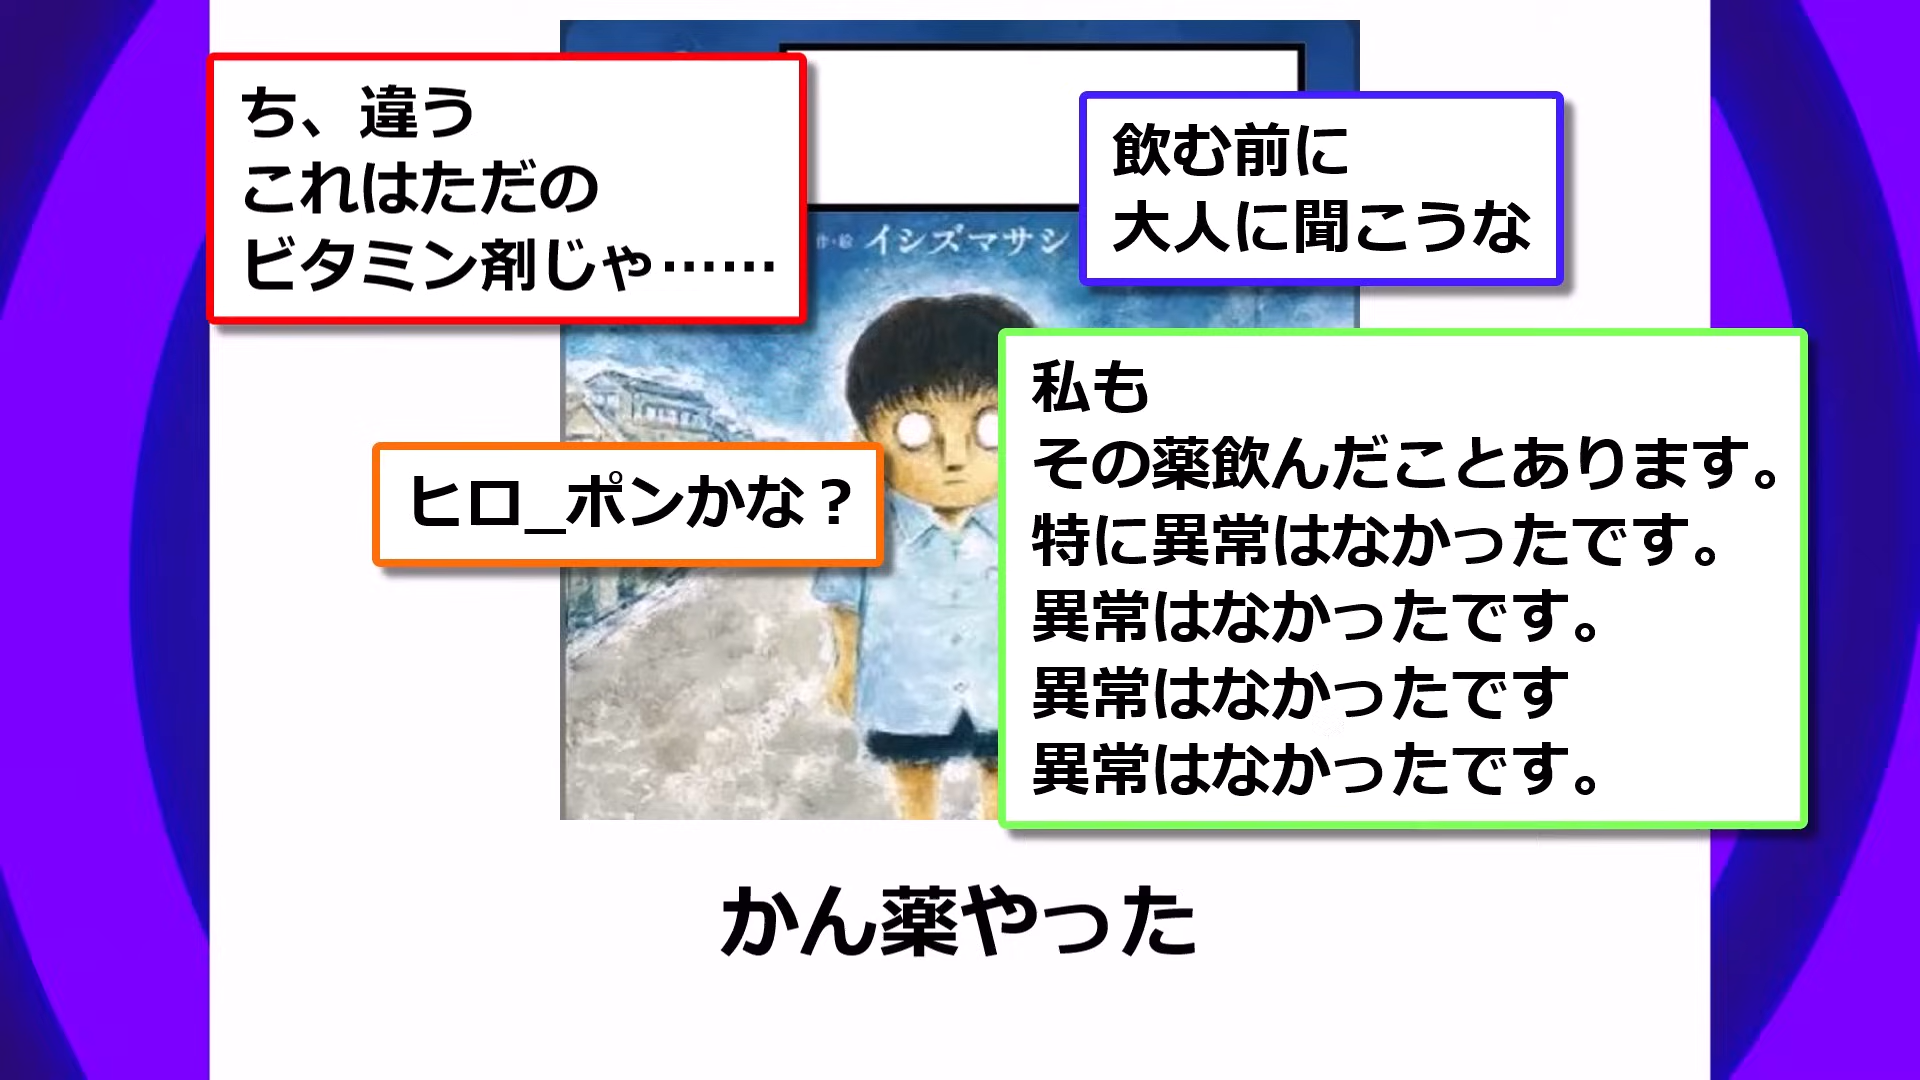 ち、違う
これはただの
ビタミン剤じゃ……
飲む前に
大人に聞こうな
作・絵 イシズマサシ
ヒロ_ポンかな？
私も
その薬飲んだことあります。
特に異常はなかったです。
異常はなかったです。
異常はなかったです
異常はなかったです。
かん薬やった